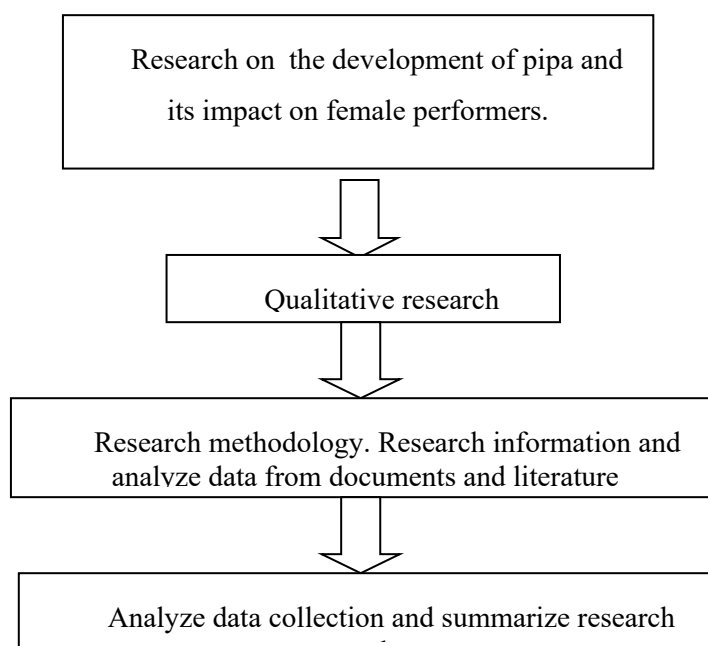 Research on the development of pipa and
its impact on female performers.
Qualitative research
Research methodology. Research information and
analyze data from documents and literature
Analyze data collection and summarize research